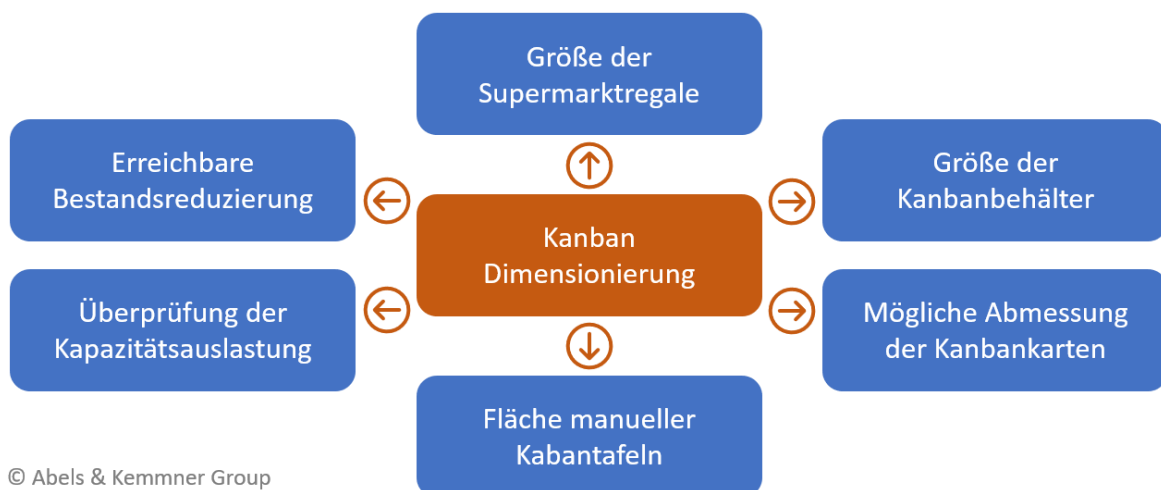 Größe der
Supermarktregale
Erreichbare
Bestandsreduzierung
Größe der
Kanbanbehälter
Kanban
Dimensionierung
Überprüfung der
Kapazitätsauslastung
Mögliche Abmessung
der Kanbankarten
Fläche manueller
Kabantafeln
© Abels & Kemmner Group